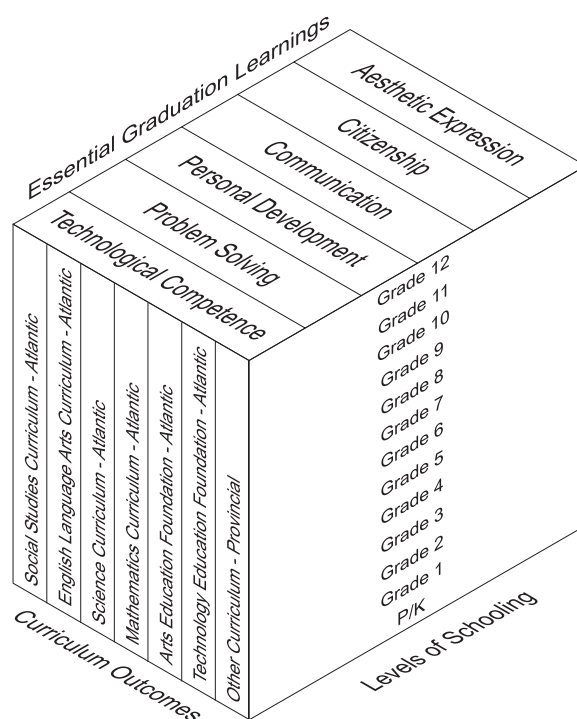 Essential Graduation Learnings
Aesthetic Expression
Citizenship
Communication
Personal Development
Problem Solving
Technological Competence
Social Studies Curriculum - Atlantic
English Language Arts Curriculum - Atlantic
Science Curriculum - Atlantic
Mathematics Curriculum - Atlantic
Arts Education Foundation - Atlantic
Technology Education Foundation - Atlantic
Other Curriculum - Provincial
Curriculum Outcomes
Grade 12
Grade 11
Grade 10
Grade 9
Grade 8
Grade 7
Grade 6
Grade 5
Grade 4
Grade 3
Grade 2
Grade 1
P/K
Levels of Schooling